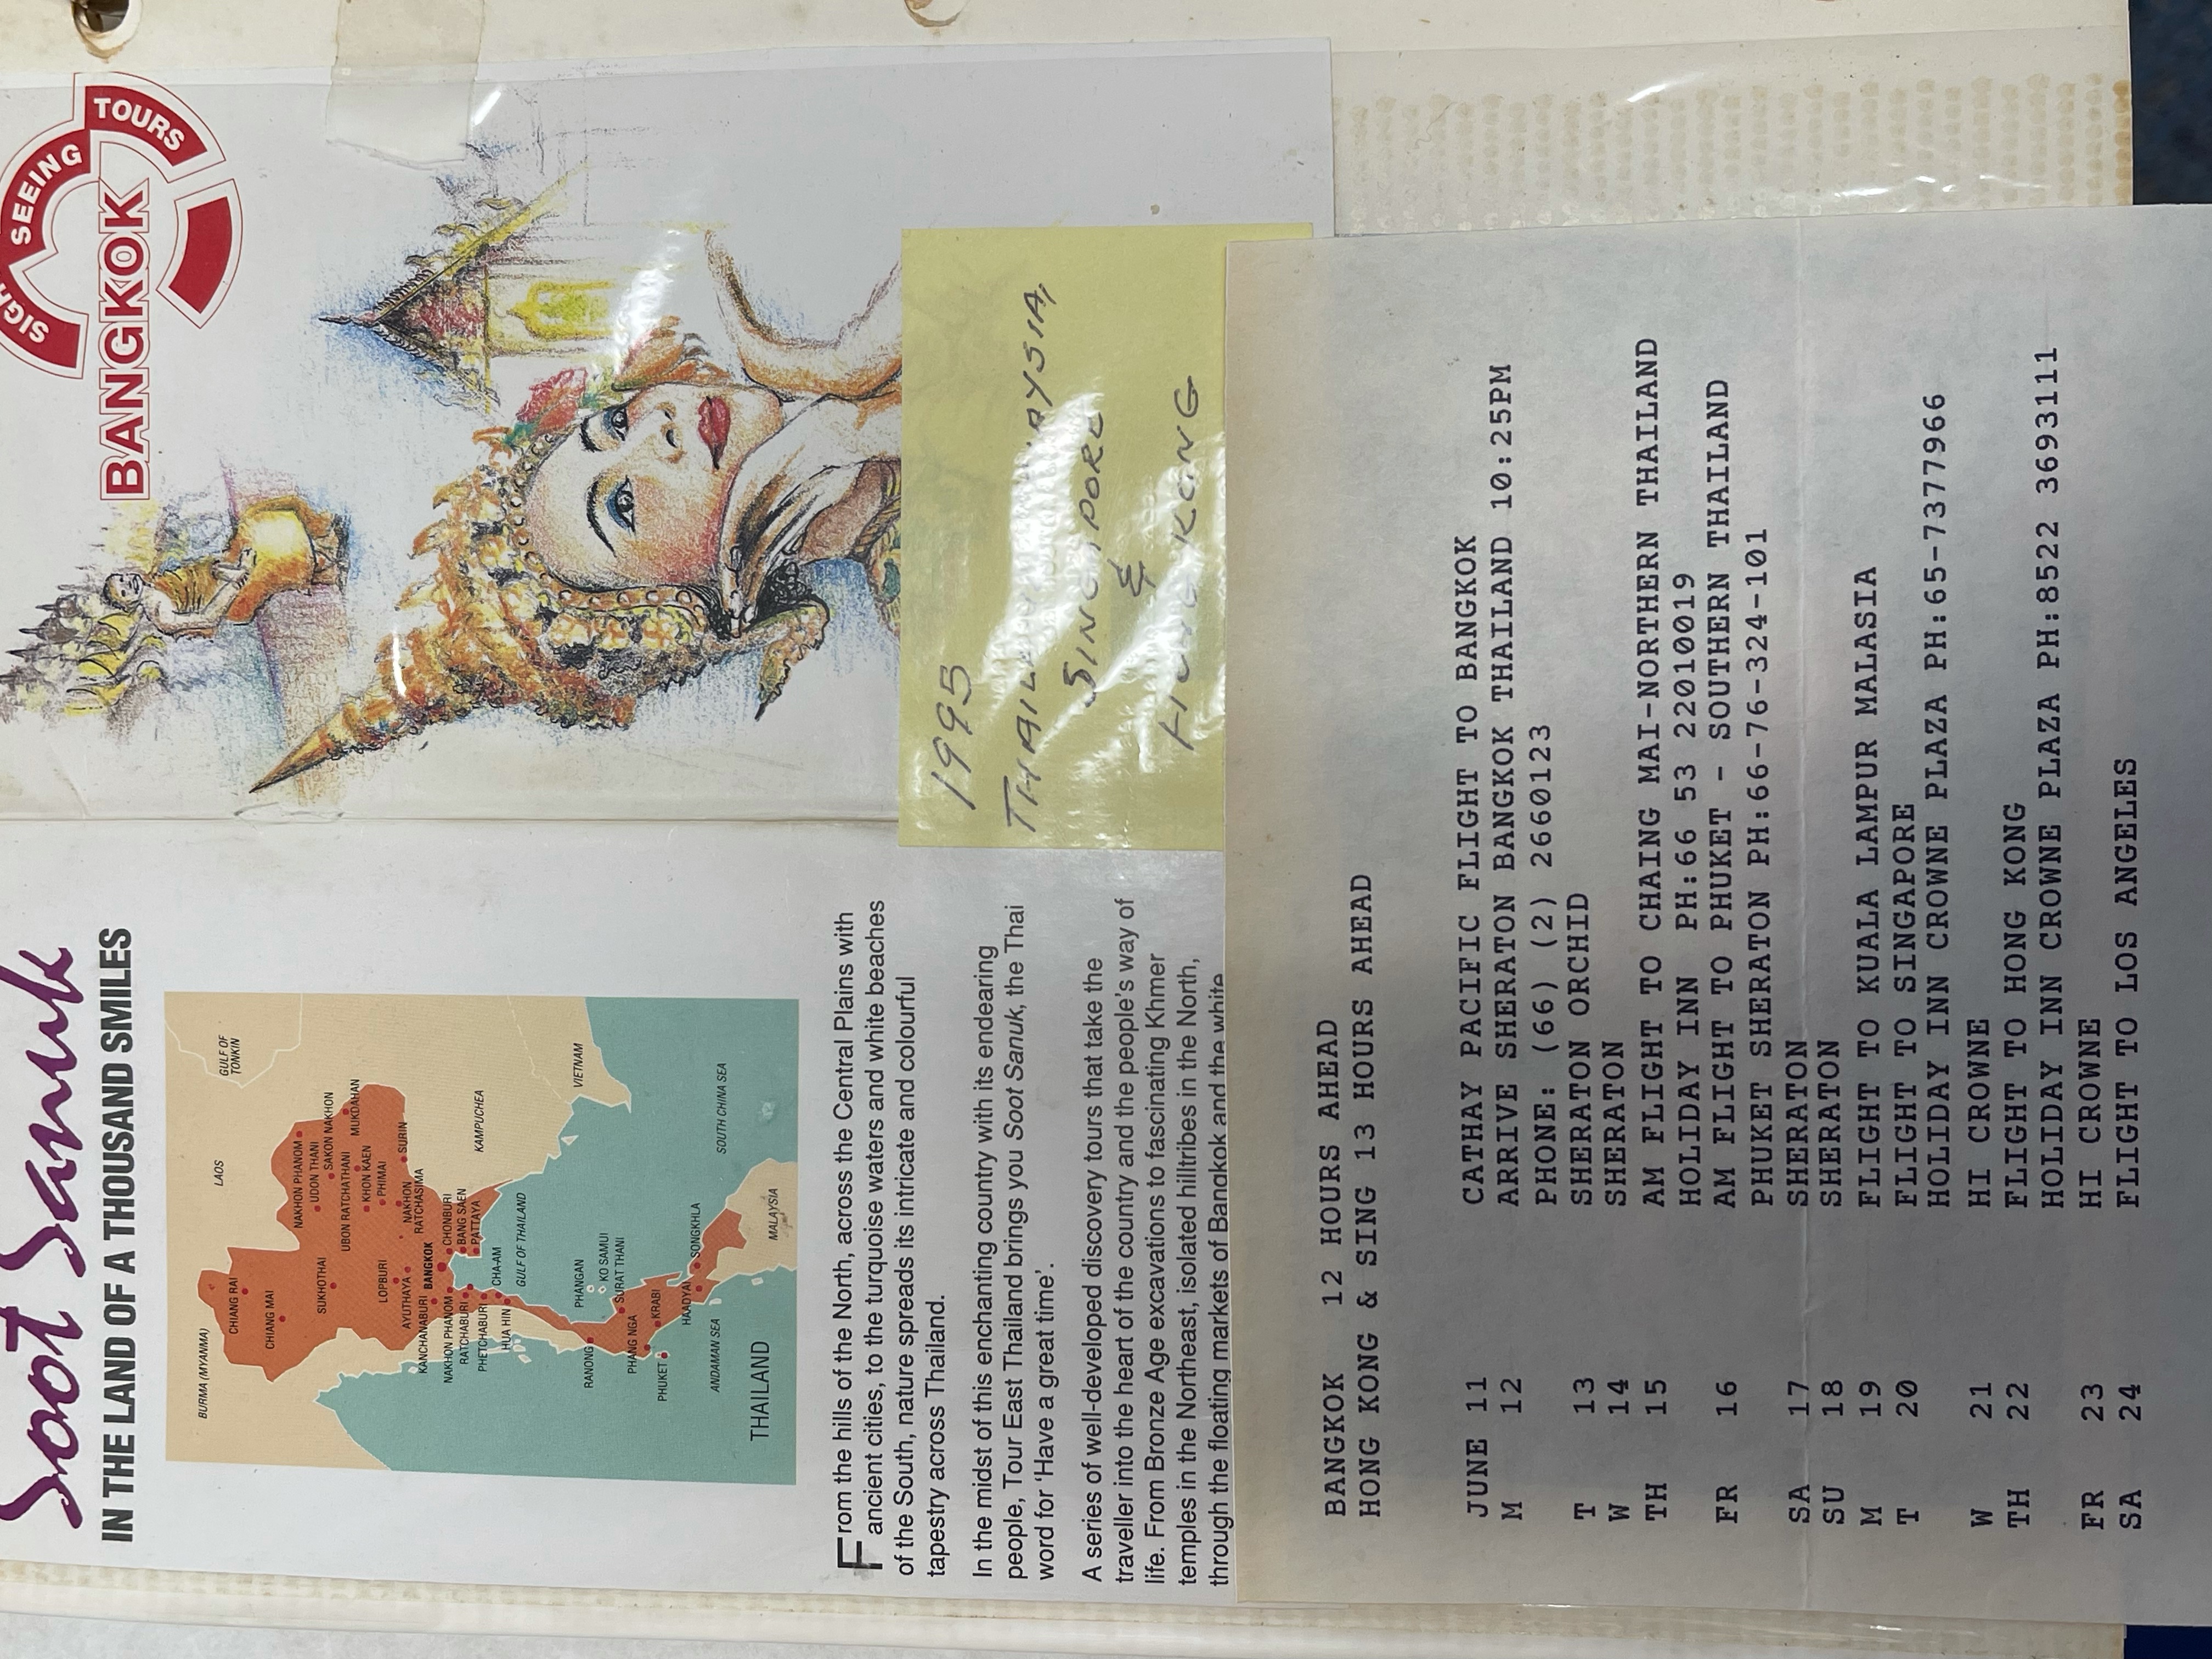 Soot Sanuk
IN THE LAND OF A THOUSAND SMILES
BURMA (MYANMA)
LAOS
GULF OF
TONKIN
CHIANG RAI
CHIANG MAI
NAKHON PHANOM
UDON THANI
SAKON NAKHON
SUKHOTHAI
UBON RATCHATHANI
MUKDAHAN
KHON KAEN
LOPBURI
PHIMAI
AYUTHAYA
NAKHON
RATCHASIMA
SURIN
KANCHANABURI
BANGKOK
NAKHON PHANOM
CHONBURI
RATCHABURI
BANG SAEN
PHETCHABURI
PATTAYA
KAMPUCHEA
CHA-AM
HUA HIN
GULF OF THAILAND
VIETNAM
RANONG
PHANGAN
KO SAMUI
SURAT THANI
PHANG NGA
KRABI
PHUKET
HAADYAI
SONGKHLA
ANDAMAN SEA
SOUTH CHINA SEA
THAILAND
MALAYSIA
From the hills of the North, across the Central Plains with
ancient cities, to the turquoise waters and white beaches
of the South, nature spreads its intricate and colourful
tapestry across Thailand.
In the midst of this enchanting country with its endearing
people, Tour East Thailand brings you Soot Sanuk, the Thai
word for 'Have a great time'.
A series of well-developed discovery tours that take the
traveller into the heart of the country and the people's way of
life. From Bronze Age excavations to fascinating Khmer
temples in the Northeast, isolated hilltribes in the North,
through the floating markets of Bangkok and the white
SEEING TOURS
BANGKOK
1995
SINGAPORE
&
HONG KONG
BANGKOK 12 HOURS AHEAD
HONG KONG & SING 13 HOURS AHEAD
JUNE 11 CATHAY PACIFIC FLIGHT TO BANGKOK
M 12 ARRIVE SHERATON BANGKOK THAILAND 10:25PM
PHONE: (66) (2) 2660123
T 13 SHERATON ORCHID
W 14 SHERATON
TH 15 AM FLIGHT TO CHAING MAI-NORTHERN THAILAND
HOLIDAY INN PH:66 53 22010019
FR 16 AM FLIGHT TO PHUKET - SOUTHERN THAILAND
PHUKET SHERATON PH:66-76-324-101
SA 17 SHERATON
SU 18 SHERATON
M 19 FLIGHT TO KUALA LAMPUR MALASIA
T 20 FLIGHT TO SINGAPORE
HOLIDAY INN CROWNE PLAZA PH:65-7377966
W 21 HI CROWNE
TH 22 FLIGHT TO HONG KONG
HOLIDAY INN CROWNE PLAZA PH:8522 3693111
FR 23 HI CROWNE
SA 24 FLIGHT TO LOS ANGELES